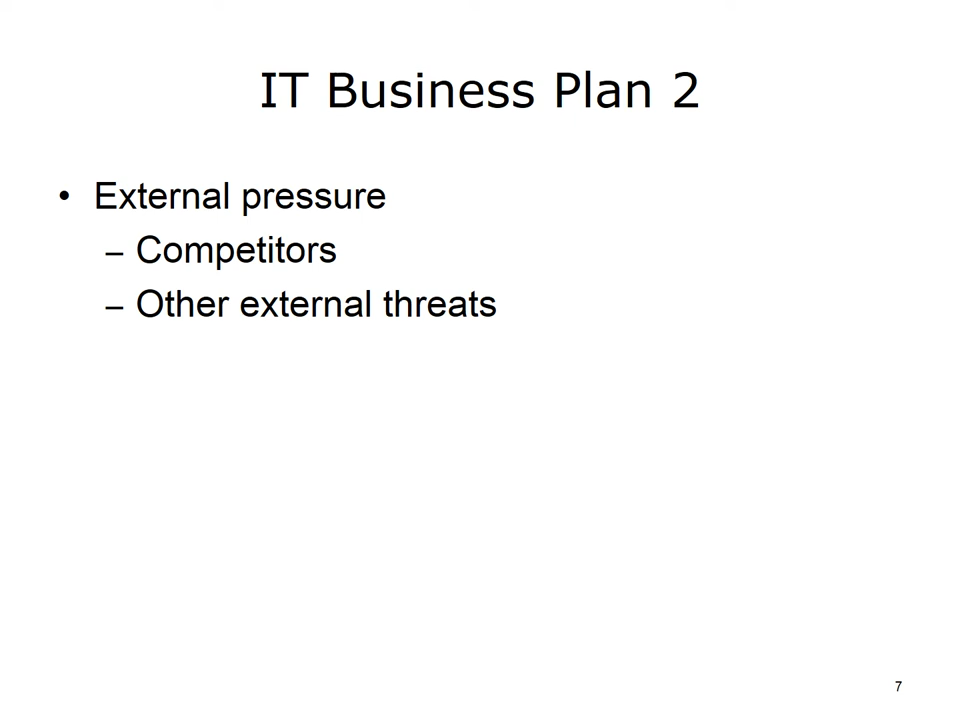 IT Business Plan 2
• External pressure
– Competitors
– Other external threats
7